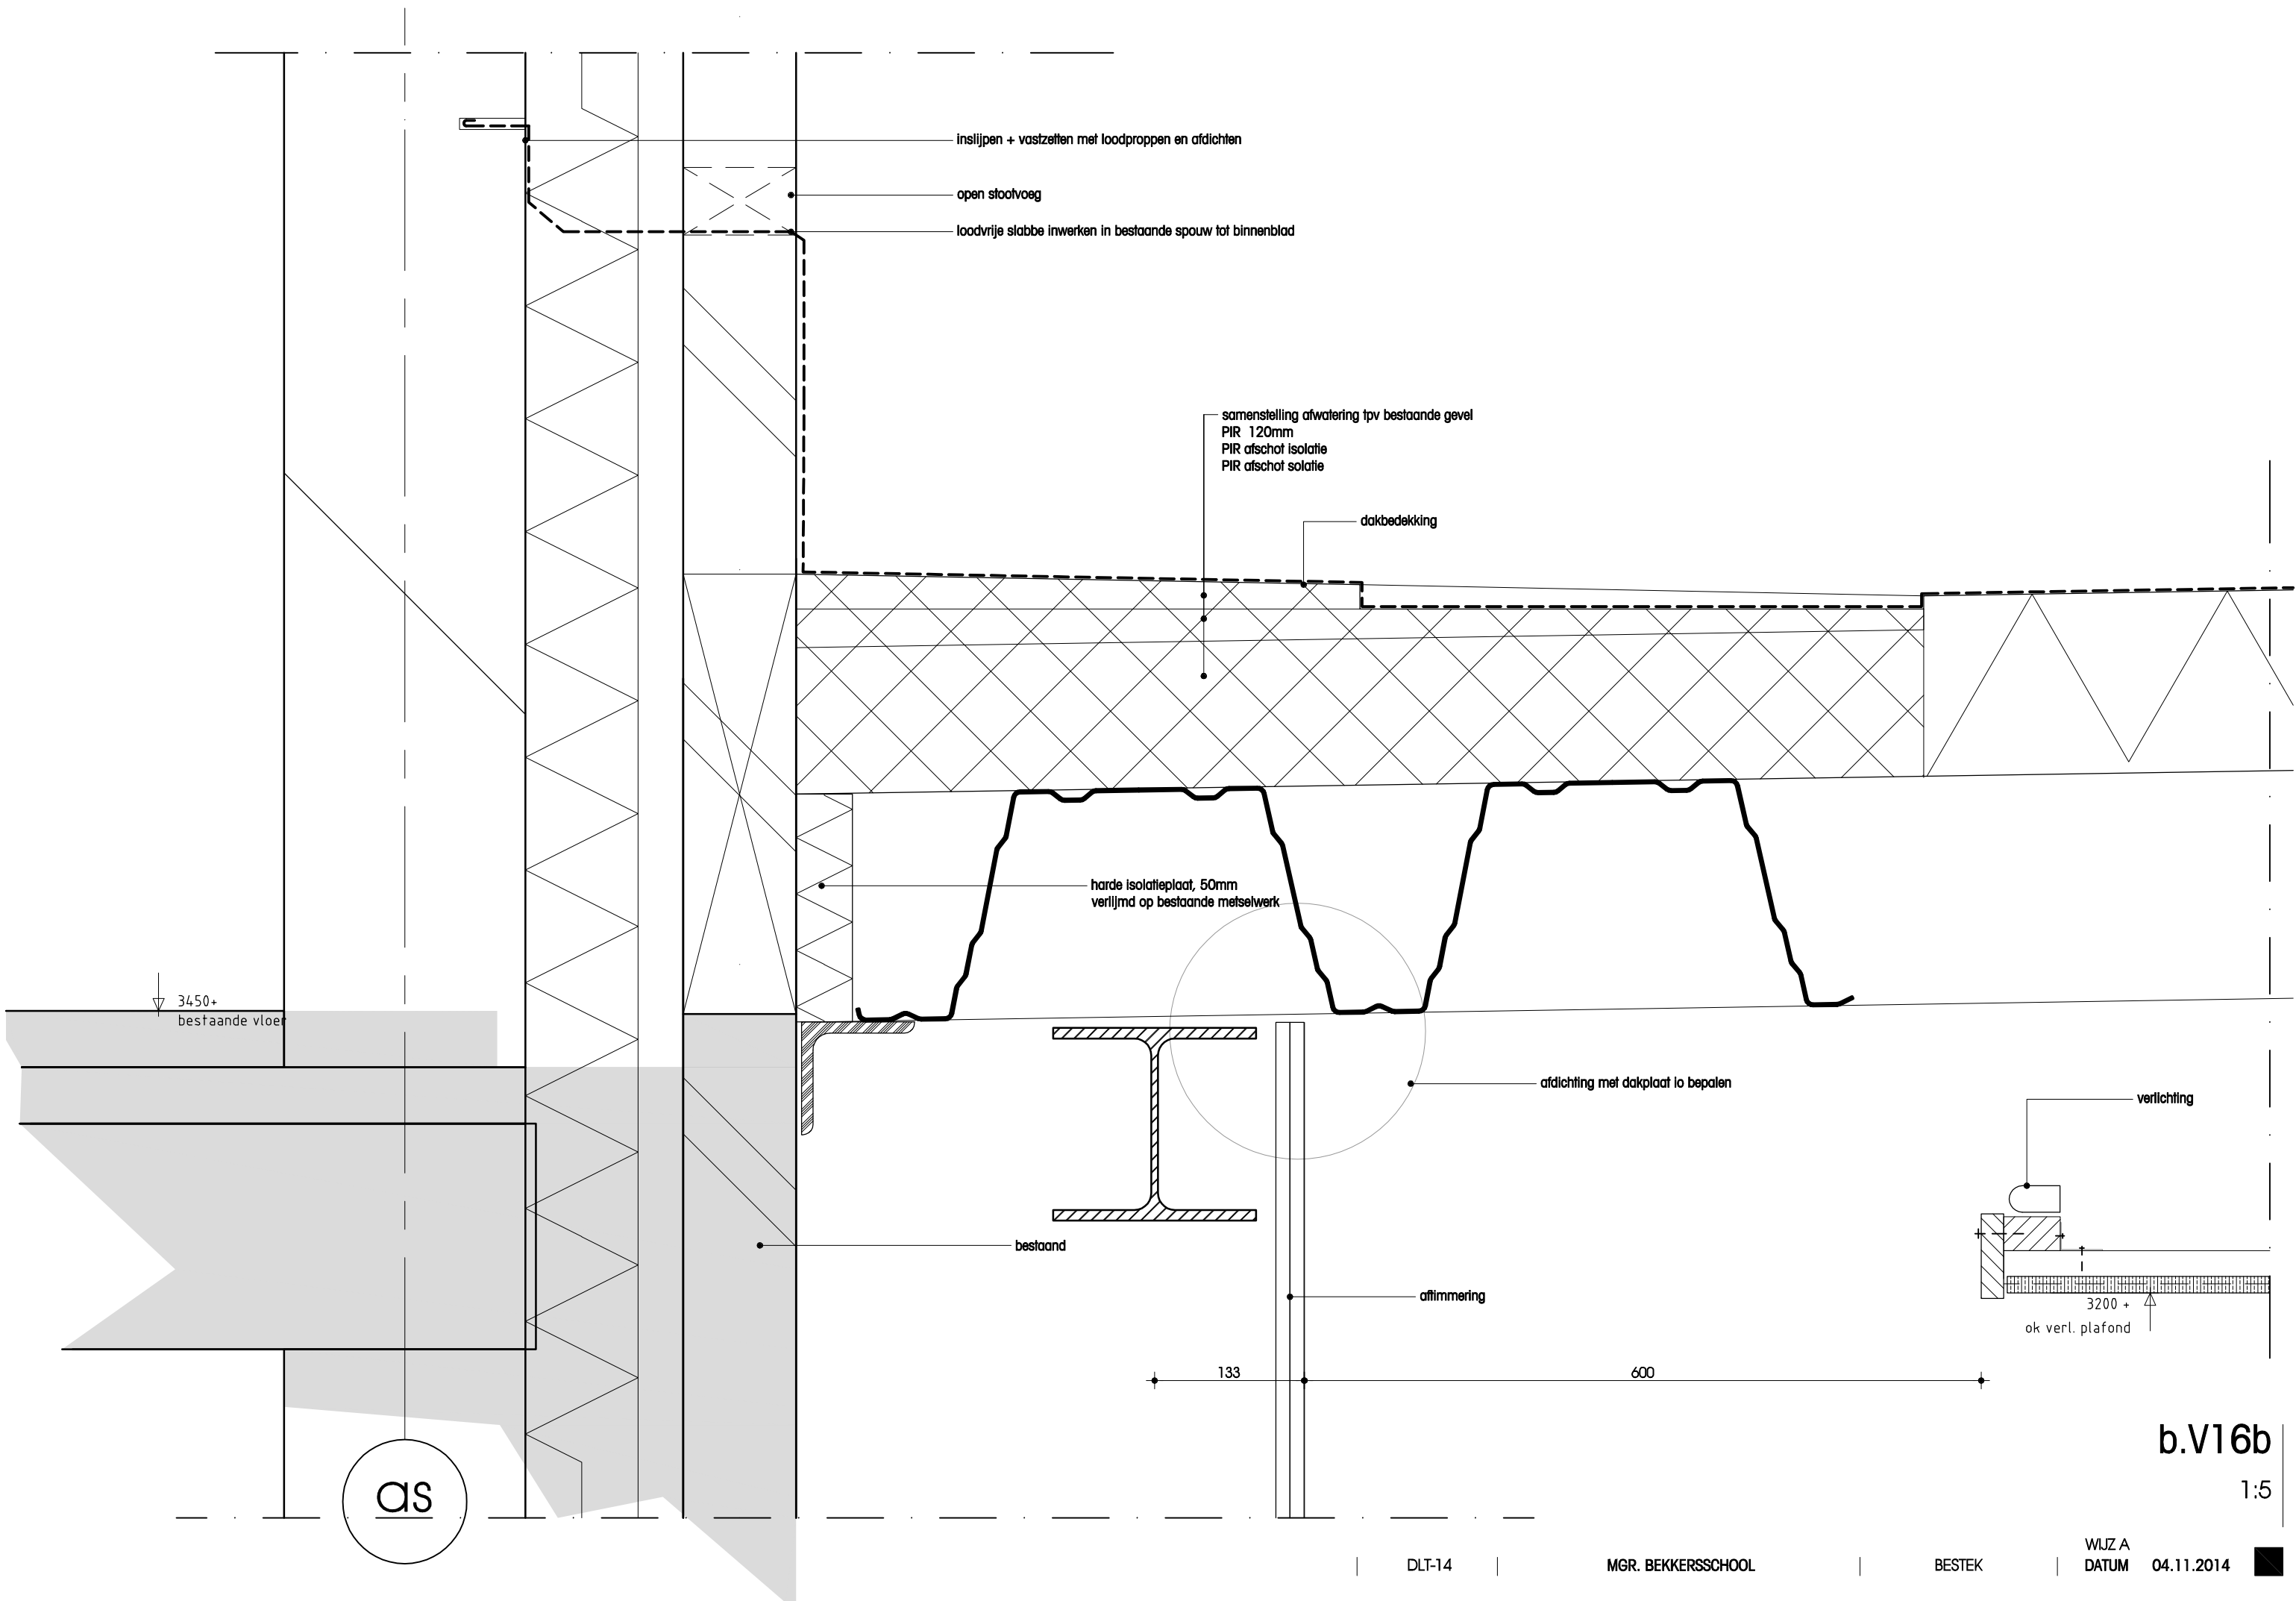 inslijpen + vastzetten met loodproppen en afdichten
open stootvoeg
loodvrije slabbe inwerken in bestaande spouw tot binnenblad
samenstelling afwatering tpv bestaande gevel
PIR 120mm
PIR afschot isolatie
PIR afschot solatie
dakbedekking
harde isolatieplaat, 50mm
verlijmd op bestaande metselwerk
3450+
bestaande vloer
afdichting met dakplaat io bepalen
verlichting
bestaand
aftimmering
3200 +
ok verl. plafond
133
600
b.V16b
1:5
as
WIJZ A
DLT-14
MGR. BEKKERSSCHOOL
BESTEK
DATUM 04.11.2014